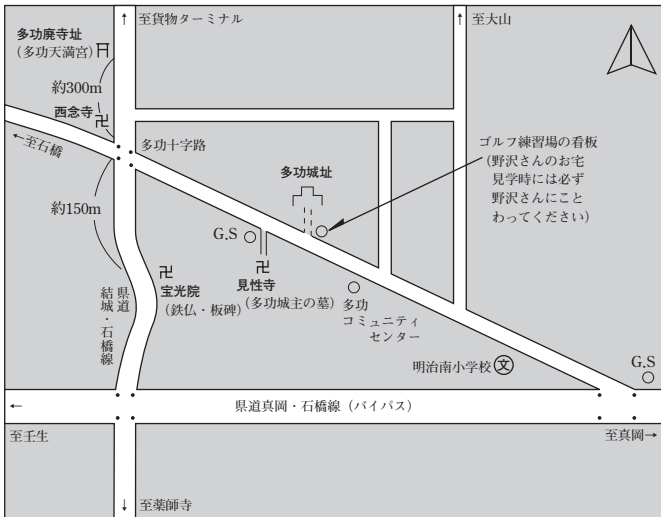 至貨物ターミナル
至大山
多功廃寺址
(多功天満宮)
約300m
西念寺
←至石橋
多功十字路
ゴルフ練習場の看板
(野沢さんのお宅
見学時には必ず
野沢さんにこと
わってください)
多功城址
約150m
G.S
宝光院
(鉄仏・板碑)
見性寺
(多功城主の墓)
多功
コミュニティ
センター
県道
結城・石橋線
明治南小学校 文
G.S
県道真岡・石橋線(バイパス)
至壬生
至真岡→
至薬師寺